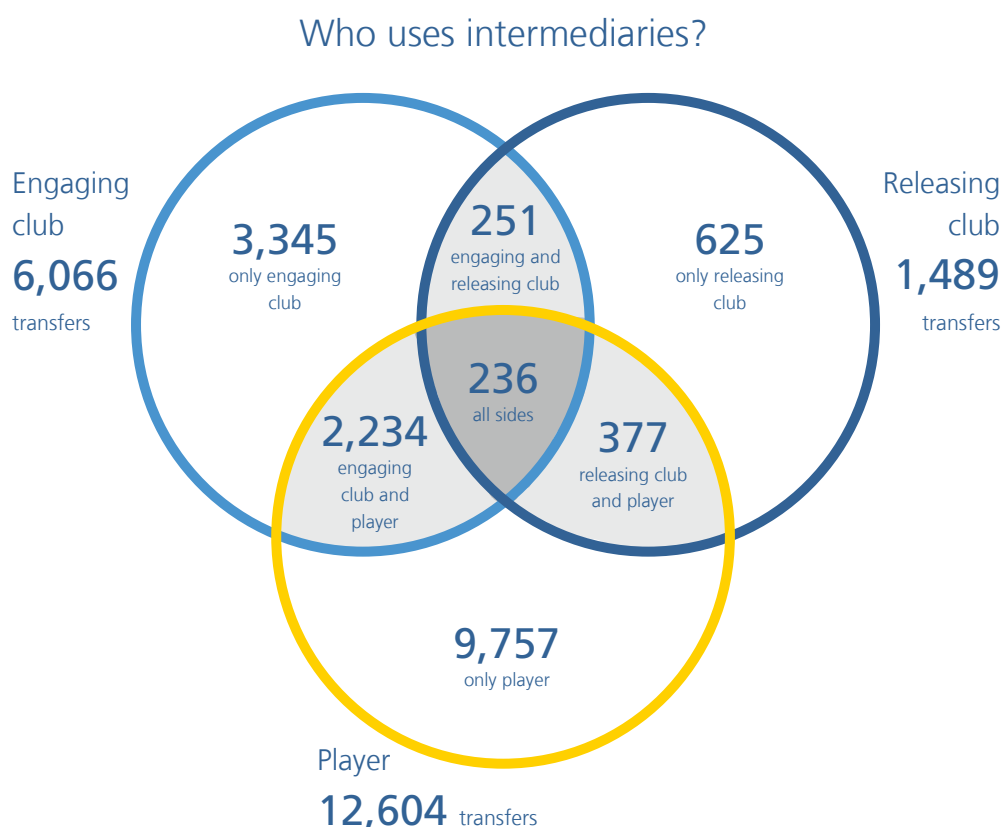 Who uses intermediaries?
Engaging
club
6,066
transfers
3,345
only engaging
club
251
engaging and
releasing club
625
only releasing
club
Releasing
club
1,489
transfers
236
all sides
2,234
engaging
club and
player
377
releasing club
and player
9,757
only player
Player
12,604 transfers